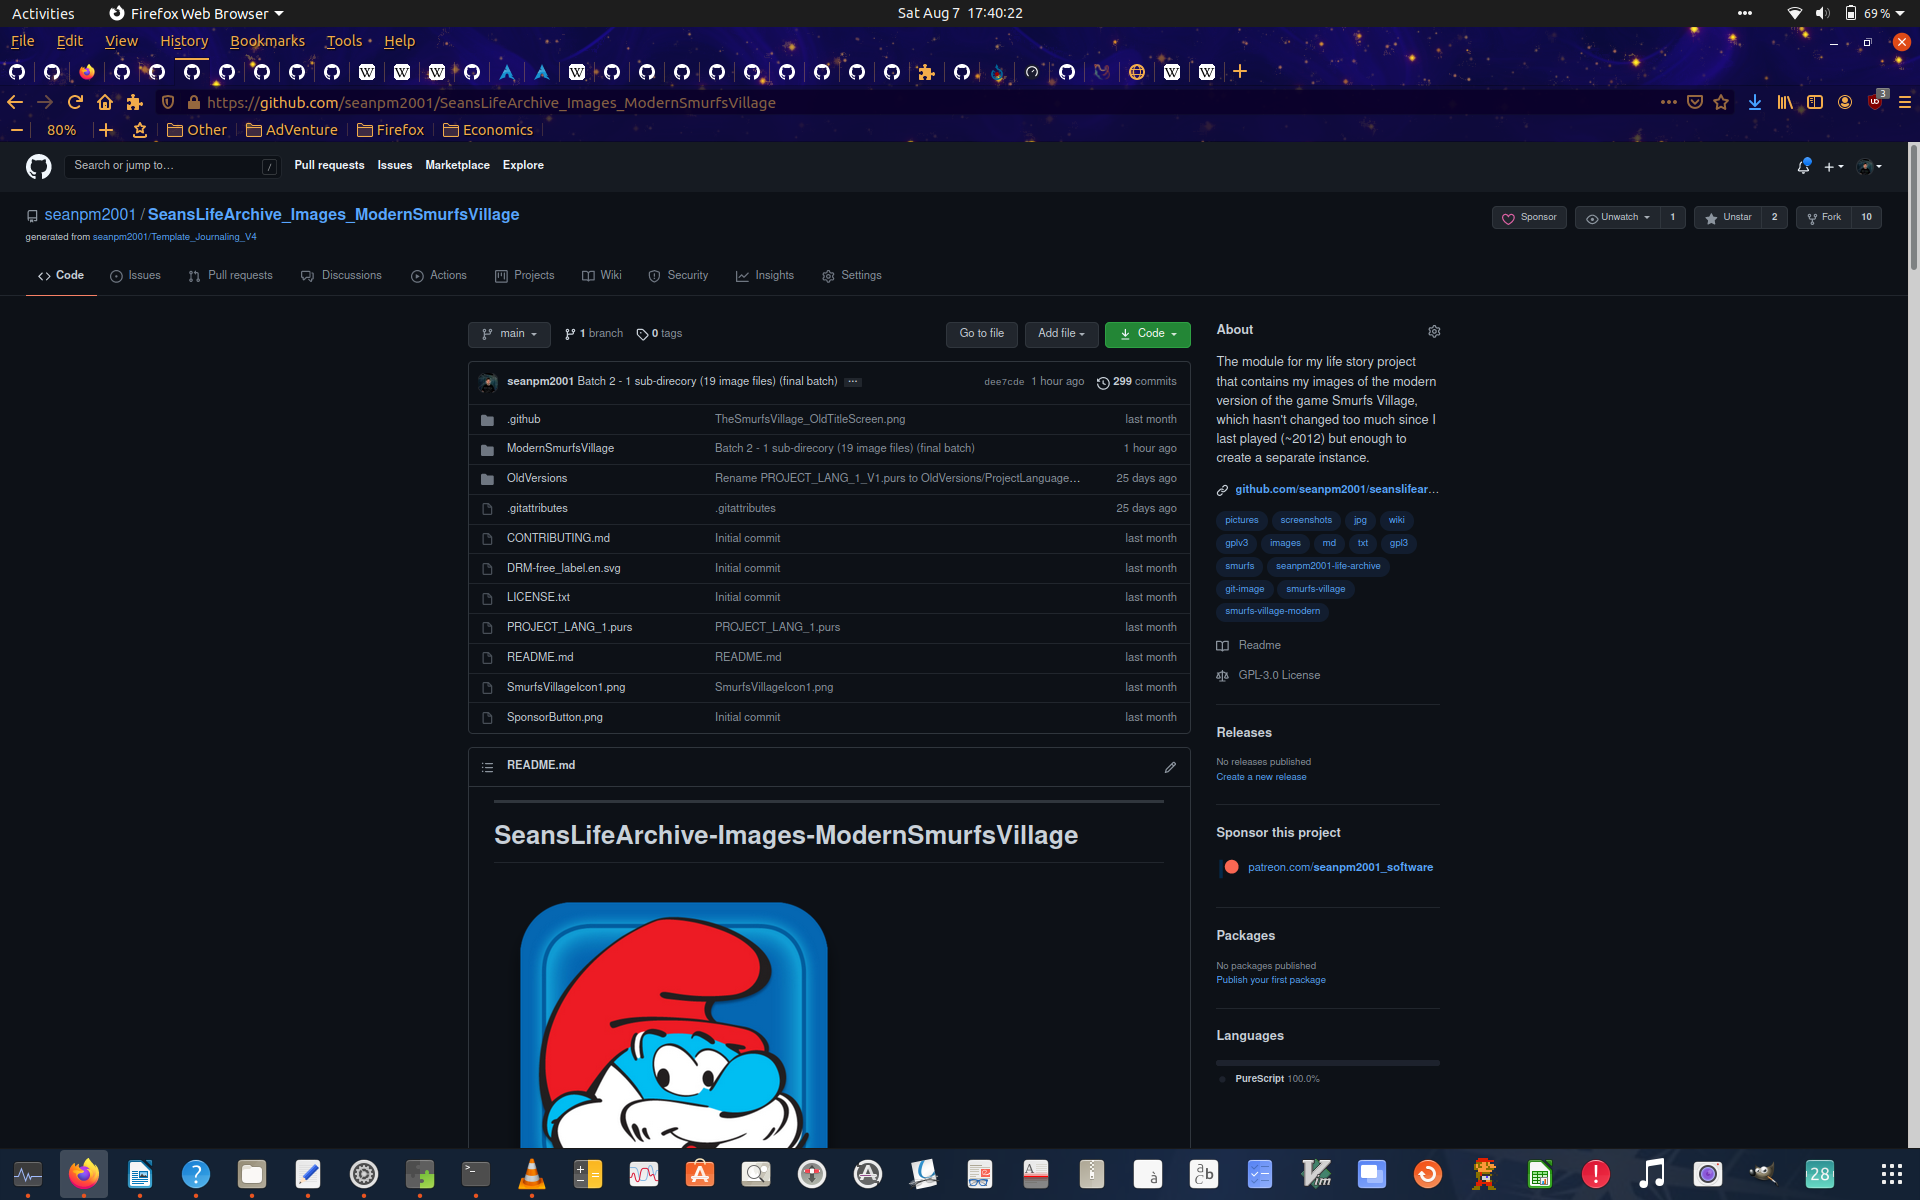 Activities Firefox Web Browser Sat Aug 7 17:40:22 69 %
File Edit View History Bookmarks Tools Help
https://github.com/seanpm2001/SeansLifeArchive_Images_ModernSmurfsVillage 3
80% Other AdVenture Firefox Economics
Search or jump to… / Pull requests Issues Marketplace Explore
seanpm2001 / SeansLifeArchive_Images_ModernSmurfsVillage Sponsor Unwatch 1 Unstar 2 Fork 10
generated from seanpm2001/Template_Journaling_V4
Code Issues Pull requests Discussions Actions Projects Wiki Security Insights Settings
main 1 branch 0 tags Go to file Add file Code
seanpm2001 Batch 2 - 1 sub-direcory (19 image files) (final batch) … dee7cde 1 hour ago 299 commits
.github TheSmurfsVillage_OldTitleScreen.png last month
ModernSmurfsVillage Batch 2 - 1 sub-direcory (19 image files) (final batch) 1 hour ago
OldVersions Rename PROJECT_LANG_1_V1.purs to OldVersions/ProjectLanguage… 25 days ago
.gitattributes .gitattributes 25 days ago
CONTRIBUTING.md Initial commit last month
DRM-free_label.en.svg Initial commit last month
LICENSE.txt Initial commit last month
PROJECT_LANG_1.purs PROJECT_LANG_1.purs last month
README.md README.md last month
SmurfsVillageIcon1.png SmurfsVillageIcon1.png last month
SponsorButton.png Initial commit last month
README.md
SeansLifeArchive-Images-ModernSmurfsVillage
About
The module for my life story project
that contains my images of the modern
version of the game Smurfs Village,
which hasn't changed too much since I
last played (~2012) but enough to
create a separate instance.
github.com/seanpm2001/seanslifear…
pictures screenshots jpg wiki
gplv3 images md txt gpl3
smurfs seanpm2001-life-archive
git-image smurfs-village
smurfs-village-modern
Readme
GPL-3.0 License
Releases
No releases published
Create a new release
Sponsor this project
patreon.com/seanpm2001_software
Packages
No packages published
Publish your first package
Languages
PureScript 100.0%
28